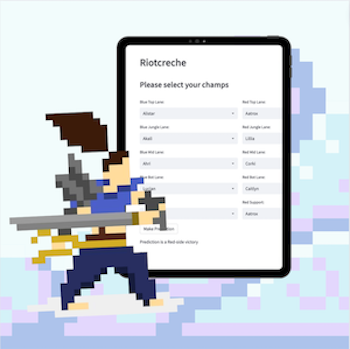 Riotcreche
Please select your champs
Blue Top Lane: Red Top Lane:
Alistar Aatrox
Blue Jungle Lane: Red Jungle Lane:
Akali Lillia
Blue Mid Lane: Red Mid Lane:
Ahri Corki
Blue Bot Lane: Red Bot Lane:
Caitlyn
Red Support:
Aatrox
Make Prediction
Prediction is a Red side victory